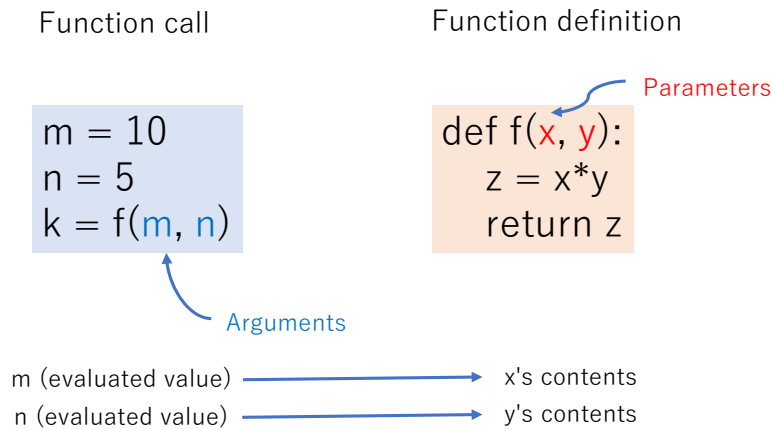 Function call
m = 10
n = 5
k = f(m, n)
Arguments
Function definition
Parameters
def f(x, y):
z = x*y
return z
m (evaluated value)
x's contents
n (evaluated value)
y's contents